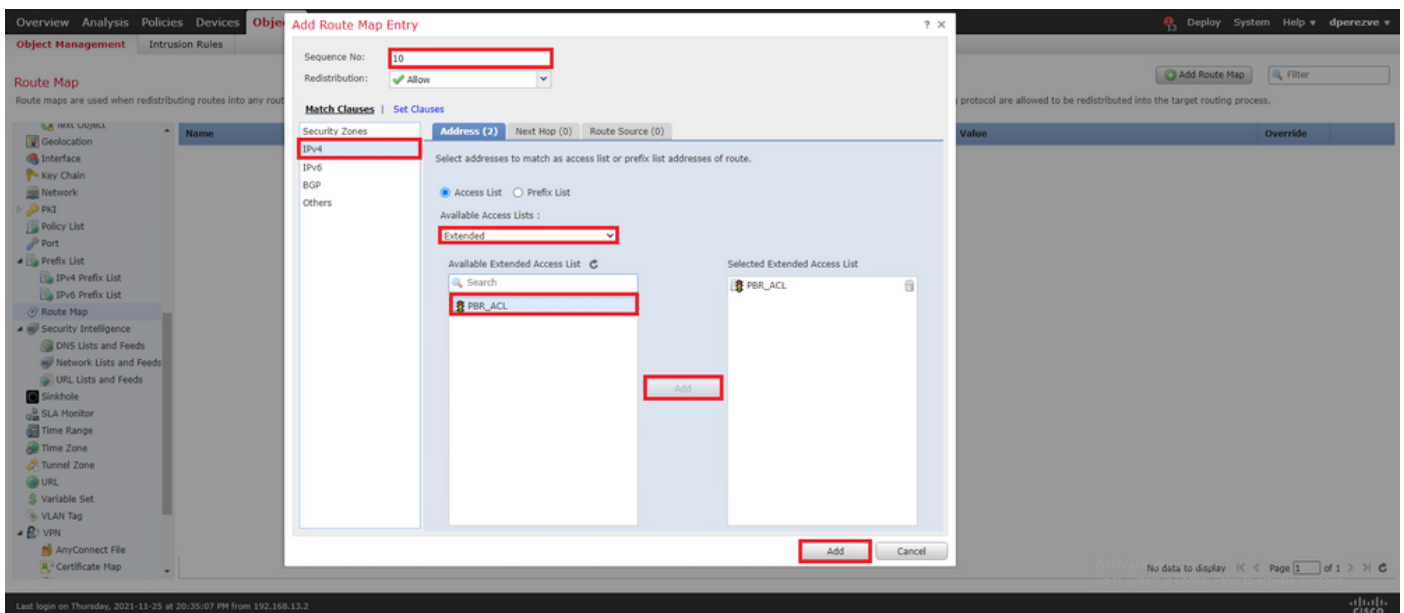 Overview Analysis Policies Devices Obje
13 Deploy System Help dperezve
Object Management Intrusion Rules
Route Map
Add Route Map Filter
Route maps are used when redistributing routes into any rout
protocol are allowed to be redistributed into the target routing process.
Name
Value Override
Text Object
Geolocation
Interface
Key Chain
Network
PKI
Policy List
Port
Prefix List
IPv4 Prefix List
IPv6 Prefix List
Route Map
Security Intelligence
DNS Lists and Feeds
Network Lists and Feeds
URL Lists and Feeds
Sinkhole
SLA Monitor
Time Range
Time Zone
Tunnel Zone
URL
Variable Set
VLAN Tag
VPN
AnyConnect File
Certificate Map
Add Route Map Entry ? ×
Sequence No: 10
Redistribution: Allow
Match Clauses | Set Clauses
Security Zones
IPv4
IPv6
BGP
Others
Address (2) Next Hop (0) Route Source (0)
Select addresses to match as access list or prefix list addresses of route.
Access List Prefix List
Available Access Lists :
Extended
Available Extended Access List
Search
PBR_ACL
Add
Selected Extended Access List
PBR_ACL
Add Cancel
No data to display |< < Page 1 of 1 > >|
Last login on Thursday, 2021-11-25 at 20:35:07 PM from 192.168.13.2
CISCO